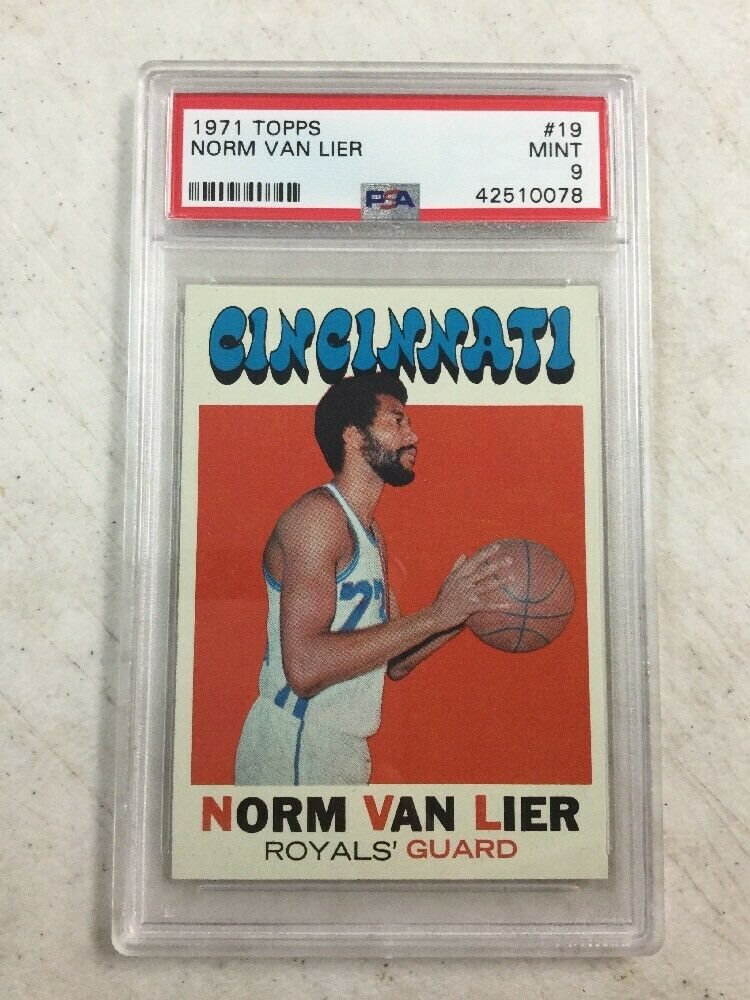 1971 TOPPS #19
NORM VAN LIER MINT
9
PSA 42510078
CINCINNATI
NORM VAN LIER
ROYALS' GUARD